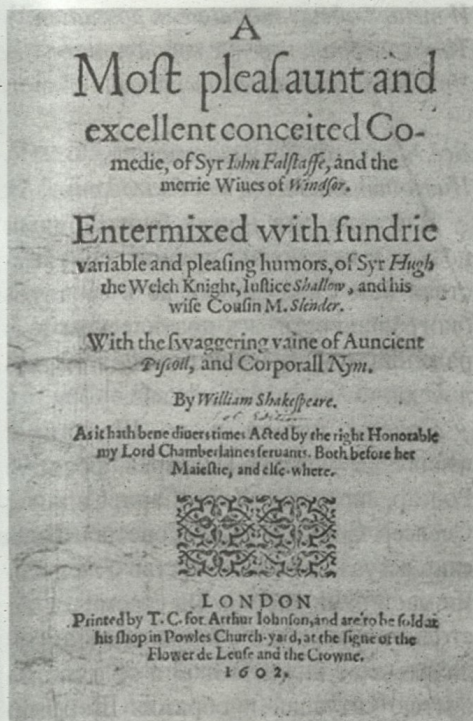 A
Moſt pleaſaunt and
excellent conceited Co-
medie, of Syr Iohn Falſtaffe, and the
merrie Wiues of Windſor.
Entermixed with ſundrie
variable and pleaſing humors, of Syr Hugh
the Welch Knight, Iuſtice Shallow, and his
wiſe Couſin M. Slender.
With the ſwaggering vaine of Auncient
Piſtoll, and Corporall Nym.
By William Shakeſpeare.
As it hath bene diuers times Acted by the right Honorable
my Lord Chamberlaines ſeruants. Both before her
Maieſtie, and elſe-where.
LONDON
Printed by T. C. for Arthur Iohnſon, and are to be ſold at
his ſhop in Powles Church-yard, at the ſigne of the
Flower de Leuſe and the Crowne.
1602.